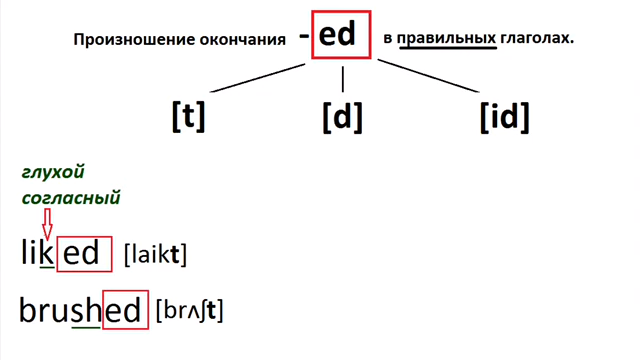 Произношение окончания -ed в правильных глаголах.
[t] [d] [id]
глухой
согласный
liked [laikt]
brushed [brʌʃt]